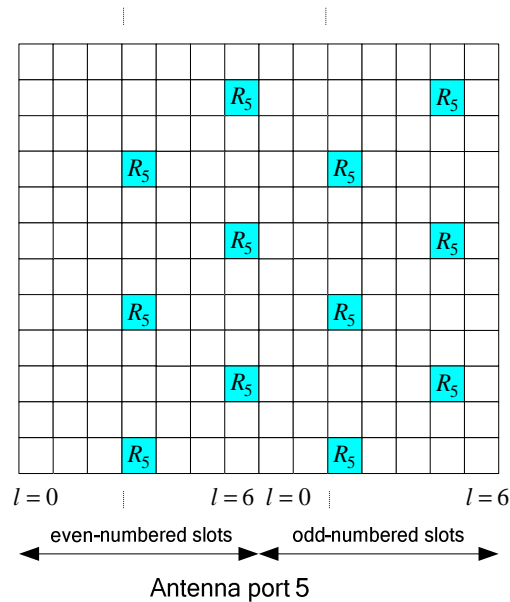 R₅ R₅
R₅ R₅
R₅ R₅
R₅ R₅
R₅ R₅
R₅ R₅
l = 0 l = 6 l = 0 l = 6
even-numbered slots odd-numbered slots
Antenna port 5